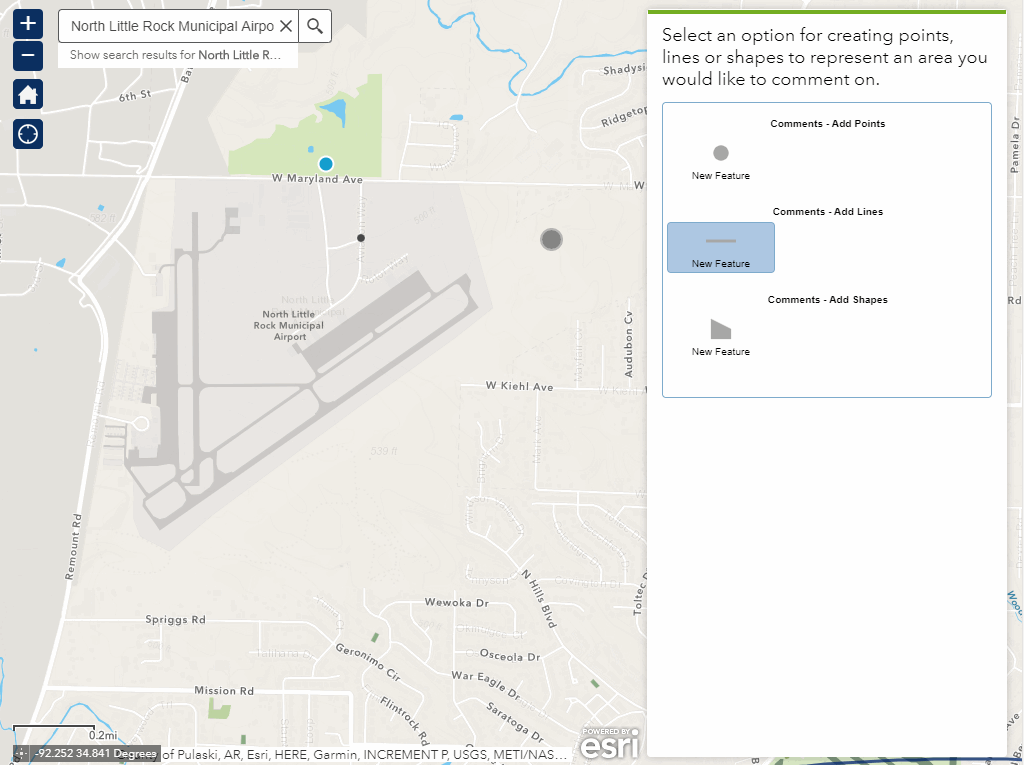 +
North Little Rock Municipal Airpo
Show search results for North Little R...
Select an option for creating points,
lines or shapes to represent an area you
would like to comment on.
Comments - Add Points
New Feature
Comments - Add Lines
New Feature
Comments - Add Shapes
New Feature
6th St
Shadysi
Ridgetop
Pamela Dr
W Maryland Ave
W
550 ft
North Little
Rock Municipal
Airport
Audubon Cv
Rd
W Kiehl Ave
W Kiehl
539 ft
Remount Rd
N Hills Blvd
Toltec D
Wewoka Dr
Spriggs Rd
Osceola Dr
Geronimo Cir
War Eagle Dr
Mission Rd
Flintrock Rd
Saratoga Dr
0.2mi
-92.252 34.841 Degrees
of Pulaski, AR, Esri, HERE, Garmin, INCREMENT P, USGS, METI/NAS...
POWERED BY
esri